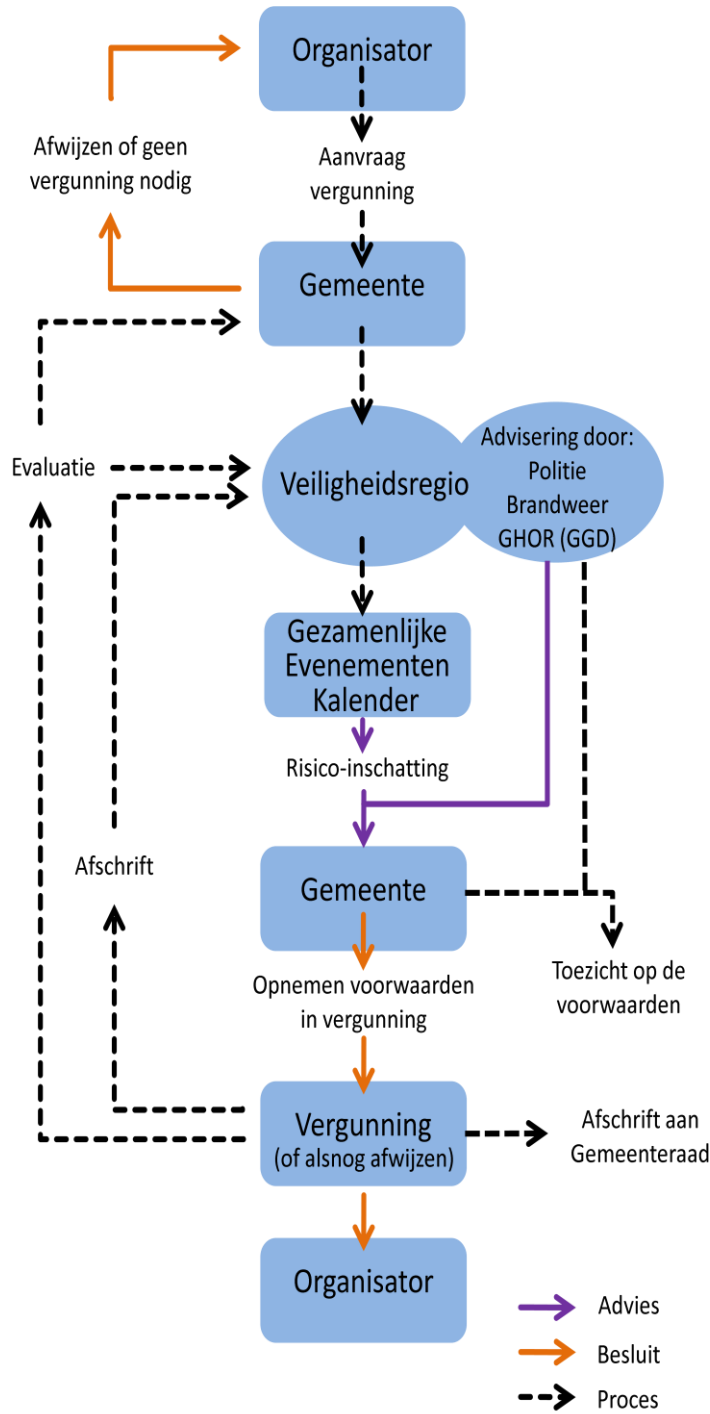 Organisator
Afwijzen of geen
vergunning nodig
Aanvraag
vergunning
Gemeente
Evaluatie
Veiligheidsregio
Advisering door:
Politie
Brandweer
GHOR (GGD)
Gezamenlijke
Evenementen
Kalender
Risico-inschatting
Afschrift
Gemeente
Toezicht op de
voorwaarden
Opnemen voorwaarden
in vergunning
Vergunning
(of alsnog afwijzen)
Afschrift aan
Gemeenteraad
Organisator
Advies
Besluit
Proces